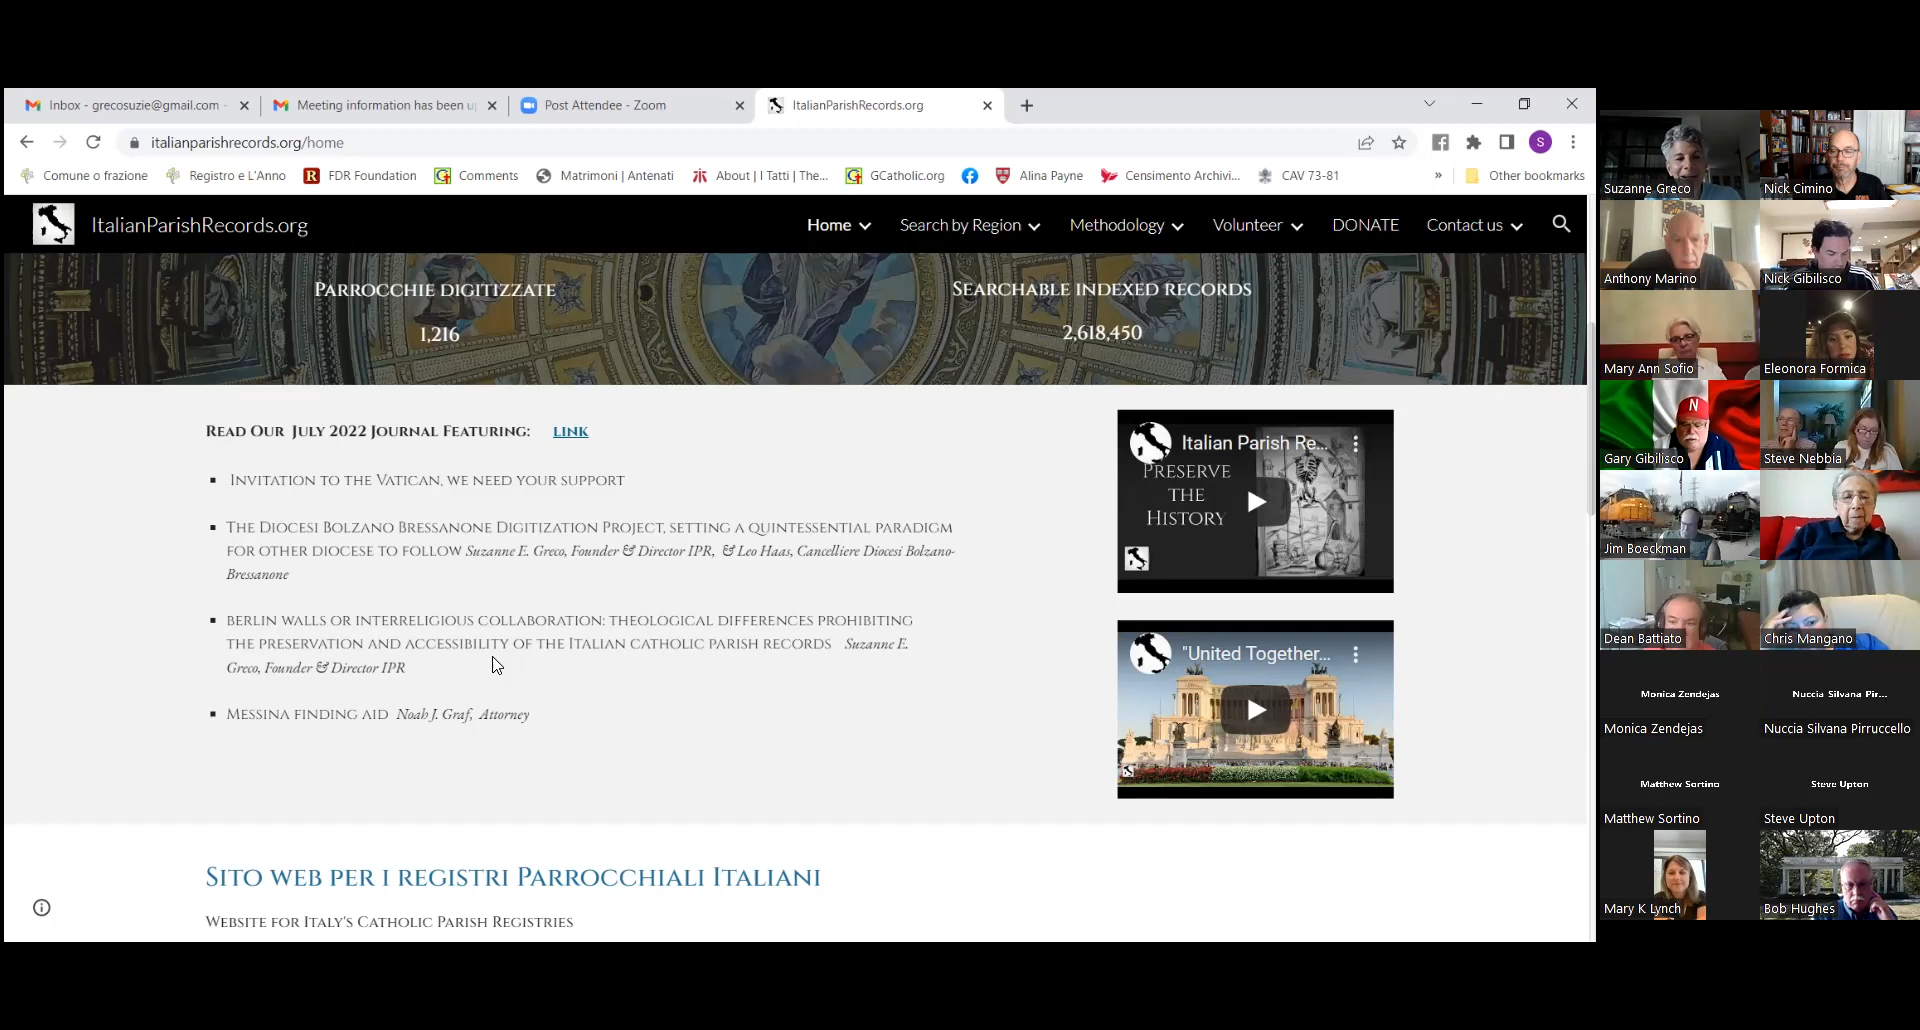 Inbox - grecosuzie@gmail.com -
Meeting information has been u
Post Attendee - Zoom
ItalianParishRecords.org
italianparishrecords.org/home
S
Comune o frazione
Registro e L'Anno
FDR Foundation
Comments
Matrimoni | Antenati
About | I Tatti | The...
GCatholic.org
Alina Payne
Censimento Archivi...
CAV 73-81
»
Other bookmarks
ItalianParishRecords.org
Home
Search by Region
Methodology
Volunteer
DONATE
Contact us
Parrocchie digitizzate
1,216
Searchable indexed records
2,618,450
Read Our July 2022 Journal Featuring: link
Invitation to the Vatican, we need your support
The Diocesi Bolzano Bressanone Digitization Project, setting a quintessential paradigm
for other diocese to follow Suzanne E. Greco, Founder & Director IPR, & Leo Haas, Cancelliere Diocesi Bolzano-
Bressanone
Berlin walls or interreligious collaboration: theological differences prohibiting
the preservation and accessibility of the Italian catholic parish records Suzanne E.
Greco, Founder & Director IPR
Messina finding aid Noah J. Graf, Attorney
Italian Parish Re...
Preserve
the
History
"United Together...
Sito web per i registri Parrocchiali Italiani
Website for Italy's Catholic Parish Registries
Suzanne Greco
Nick Cimino
Anthony Marino
Nick Gibilisco
Mary Ann Sofio
Eleonora Formica
N
Gary Gibilisco
Steve Nebbia
Jim Boeckman
Dean Battiato
Chris Mangano
Monica Zendejas
Nuccia Silvana Pir...
Monica Zendejas
Nuccia Silvana Pirruccello
Matthew Sortino
Steve Upton
Matthew Sortino
Steve Upton
Mary K Lynch
Bob Hughes